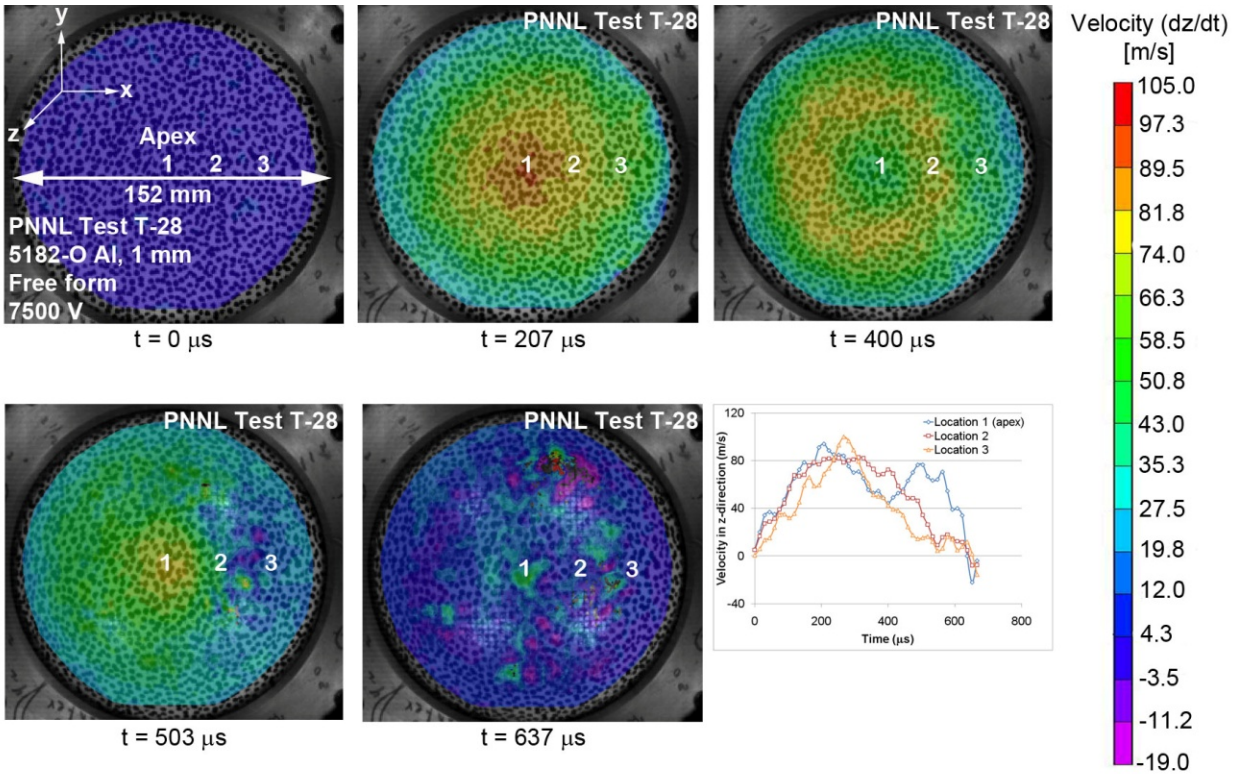 PNNL Test T-28
PNNL Test T-28
Velocity (dz/dt)
[m/s]
y
x
z
Apex
1 2 3
152 mm
PNNL Test T-28
5182-O Al, 1 mm
Free form
7500 V
1 2 3
1 2 3
t = 0 μs
t = 207 μs
t = 400 μs
105.0
97.3
89.5
81.8
74.0
66.3
58.5
50.8
43.0
35.3
27.5
19.8
12.0
4.3
-3.5
-11.2
-19.0
PNNL Test T-28
1 2 3
t = 503 μs
PNNL Test T-28
1 2 3
t = 637 μs
Velocity in z-direction (m/s)
120
80
40
0
-40
Location 1 (apex)
Location 2
Location 3
0 200 400 600 800
Time (μs)